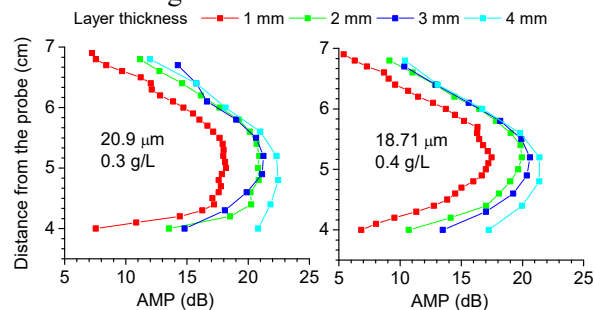 Layer thickness 1 mm 2 mm 3 mm 4 mm
Distance from the probe (cm)
7
6
5
4
20.9 μm
0.3 g/L
5 10 15 20 25
AMP (dB)
7
6
5
4
18.71 μm
0.4 g/L
5 10 15 20 25
AMP (dB)